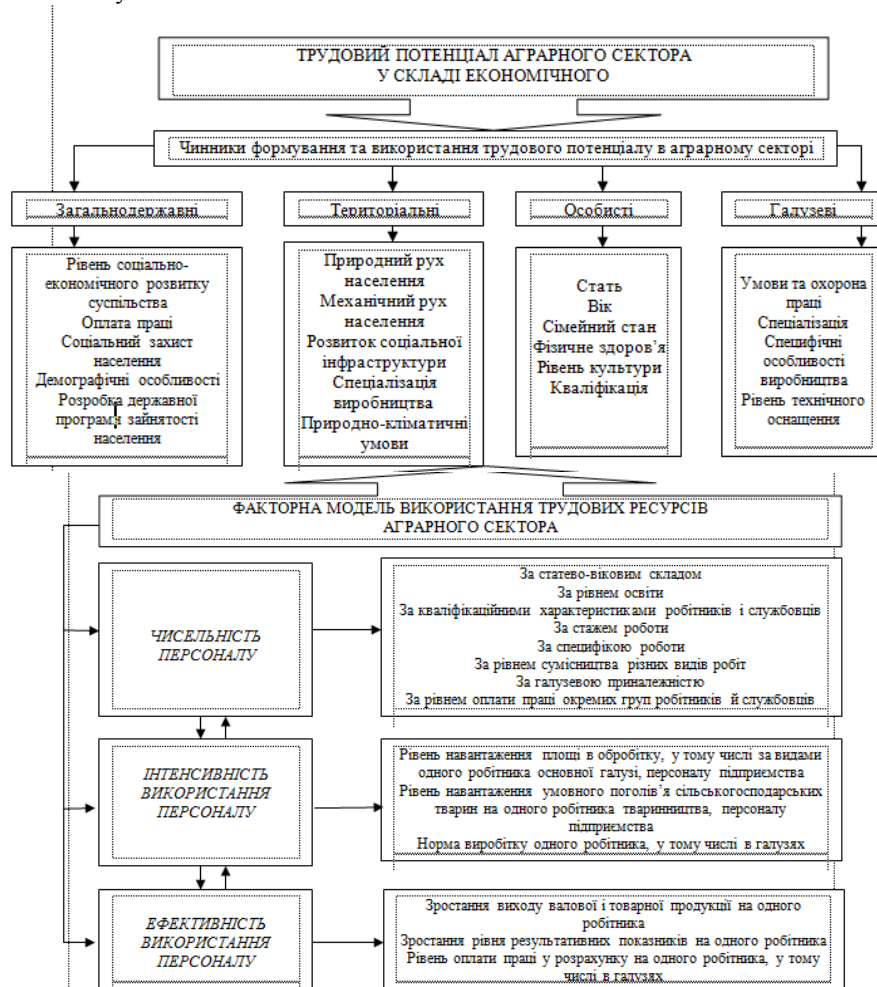 ТРУДОВИЙ ПОТЕНЦІАЛ АГРАРНОГО СЕКТОРА
У СКЛАДІ ЕКОНОМІЧНОГО
Чинники формування та використання трудового потенціалу в аграрному секторі
Загальнодержавні
Рівень соціально-
економічного розвитку
суспільства
Оплата праці
Соціальний захист
населення
Демографічні особливості
Розробка державної
програми зайнятості
населення
Територіальні
Природний рух
населення
Механічний рух
населення
Розвиток соціальної
інфраструктури
Спеціалізація
виробництва
Природно-кліматичні
умови
Особисті
Стать
Вік
Сімейний стан
Фізичне здоров’я
Рівень культури
Кваліфікація
Галузеві
Умови та охорона
праці
Спеціалізація
Специфічні
особливості
виробництва
Рівень технічного
оснащення
ФАКТОРНА МОДЕЛЬ ВИКОРИСТАННЯ ТРУДОВИХ РЕСУРСІВ
АГРАРНОГО СЕКТОРА
ЧИСЕЛЬНІСТЬ
ПЕРСОНАЛУ
За статево-віковим складом
За рівнем освіти
За кваліфікаційними характеристиками робітників і службовців
За стажем роботи
За специфікою роботи
За рівнем сумісництва різних видів робіт
За галузевою приналежністю
За рівнем оплати праці окремих груп робітників й службовців
ІНТЕНСИВНІСТЬ
ВИКОРИСТАННЯ
ПЕРСОНАЛУ
Рівень навантаження площі в обробітку, у тому числі за видами
одного робітника основної галузі, персоналу підприємства
Рівень навантаження умовного поголів’я сільськогосподарських
тварин на одного робітника тваринництва, персоналу
підприємства
Норма виробітку одного робітника, у тому числі в галузях
ЕФЕКТИВНІСТЬ
ВИКОРИСТАННЯ
ПЕРСОНАЛУ
Зростання виходу валової і товарної продукції на одного
робітника
Зростання рівня результативних показників на одного робітника
Рівень оплати праці у розрахунку на одного робітника, у тому
числі в галузях